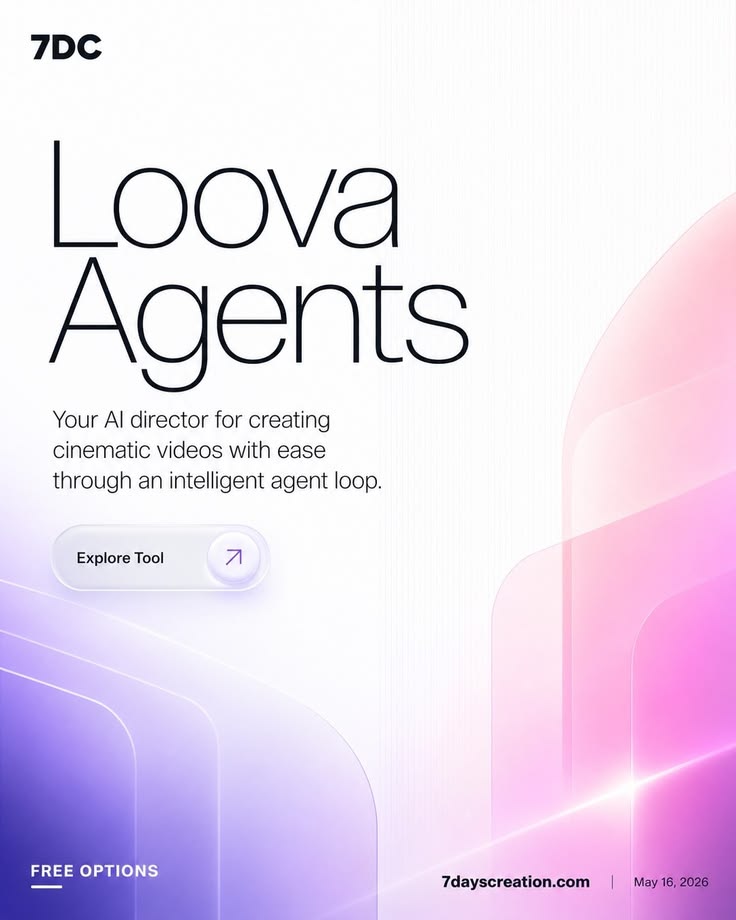 7DC
Loova
Agents
Your AI director for creating
cinematic videos with ease
through an intelligent agent loop.
Explore Tool
FREE OPTIONS
7dayscreation.com | May 16, 2026